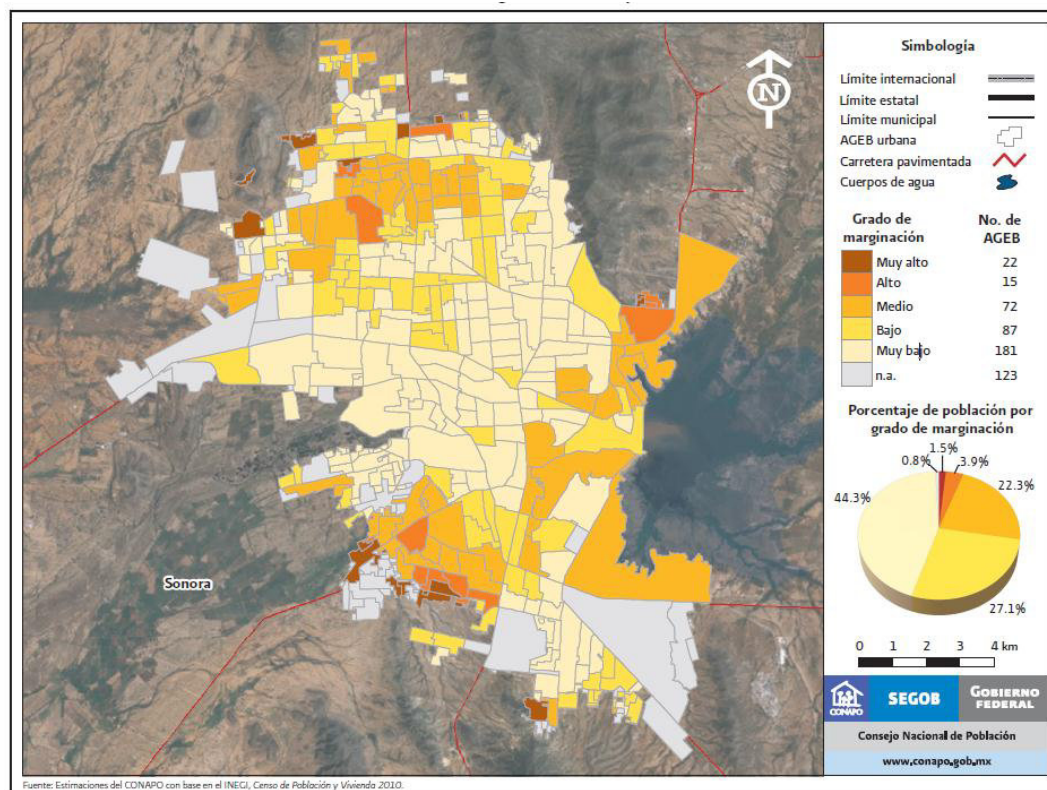 N
Simbología
Límite internacional
Límite estatal
Límite municipal
AGEB urbana
Carretera pavimentada
Cuerpos de agua
Grado de marginación
No. de AGEB
Muy alto 22
Alto 15
Medio 72
Bajo 87
Muy bajo 181
n.a. 123
Porcentaje de población por
grado de marginación
1.5%
0.8%
3.9%
44.3%
22.3%
27.1%
0 1 2 3 4 km
Sonora
CONAPO
SEGOB
GOBIERNO
FEDERAL
Consejo Nacional de Población
www.conapo.gob.mx
Fuente: Estimaciones del CONAPO con base en el INEGI, Censo de Población y Vivienda 2010.